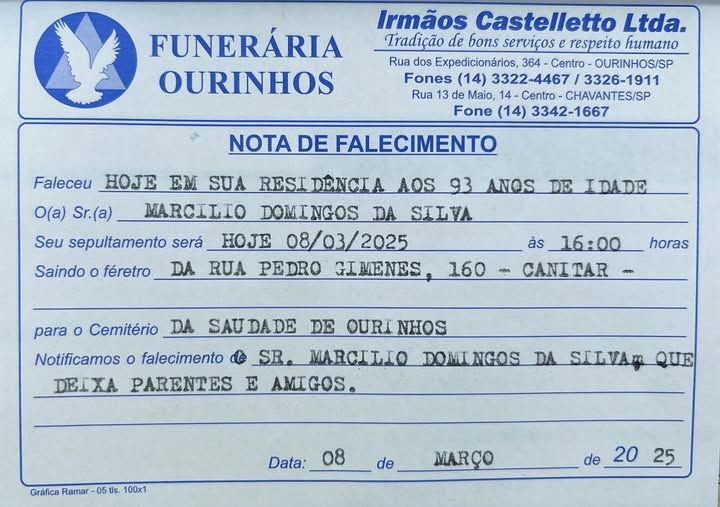 FUNERÁRIA
OURINHOS
Irmãos Castelletto Ltda.
Tradição de bons serviços e respeito humano
Rua dos Expedicionários, 364 - Centro - OURINHOS/SP
Fones (14) 3322-4467 / 3326-1911
Rua 13 de Maio, 14 - Centro - CHAVANTES/SP
Fone (14) 3342-1667
NOTA DE FALECIMENTO
Faleceu HOJE EM SUA RESIDÊNCIA AOS 93 ANOS DE IDADE
O(a) Sr.(a) MARCILIO DOMINGOS DA SILVA
Seu sepultamento será HOJE 08/03/2025 às 16:00 horas
Saindo o féretro DA RUA PEDRO GIMENES, 160 - CANITAR -
para o Cemitério DA SAUDADE DE OURINHOS
Notificamos o falecimento do SR. MARCILIO DOMINGOS DA SILVA, QUE
DEIXA PARENTES E AMIGOS.
Data: 08 de MARÇO de 20 25
Gráfica Ramar - 05 tls. 100x1